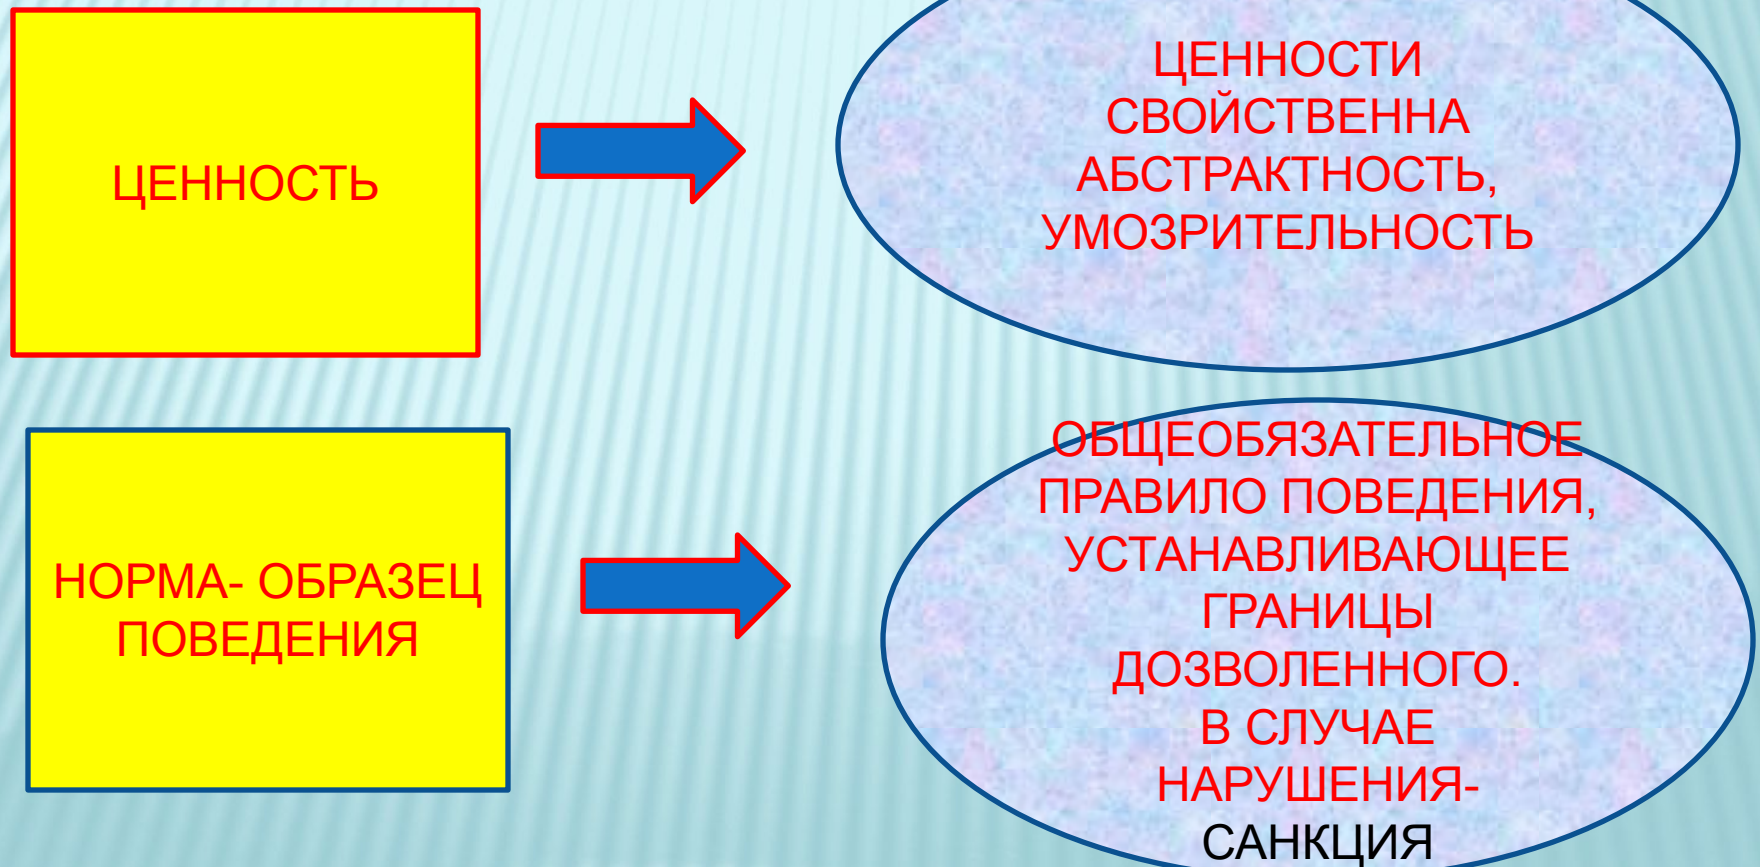 ЦЕННОСТЬ
ЦЕННОСТИ
СВОЙСТВЕННА
АБСТРАКТНОСТЬ,
УМОЗРИТЕЛЬНОСТЬ
НОРМА- ОБРАЗЕЦ
ПОВЕДЕНИЯ
ОБЩЕОБЯЗАТЕЛЬНОЕ
ПРАВИЛО ПОВЕДЕНИЯ,
УСТАНАВЛИВАЮЩЕЕ
ГРАНИЦЫ
ДОЗВОЛЕННОГО.
В СЛУЧАЕ
НАРУШЕНИЯ-
САНКЦИЯ